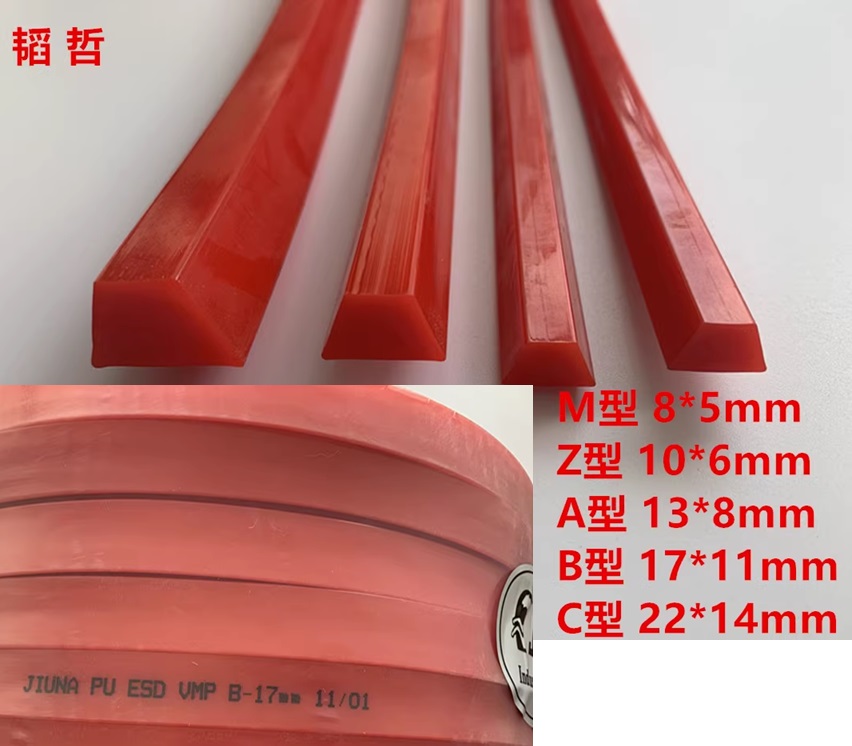 韬哲
M型 8*5mm
Z型 10*6mm
A型 13*8mm
B型 17*11mm
C型 22*14mm
JIUNA PU ESD VMP B-17mm 11/01